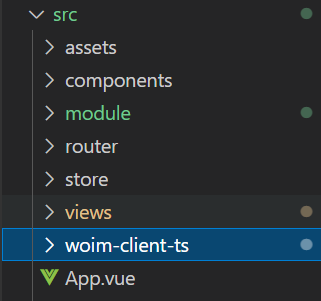 src
assets
components
module
router
store
views
woim-client-ts
App.vue